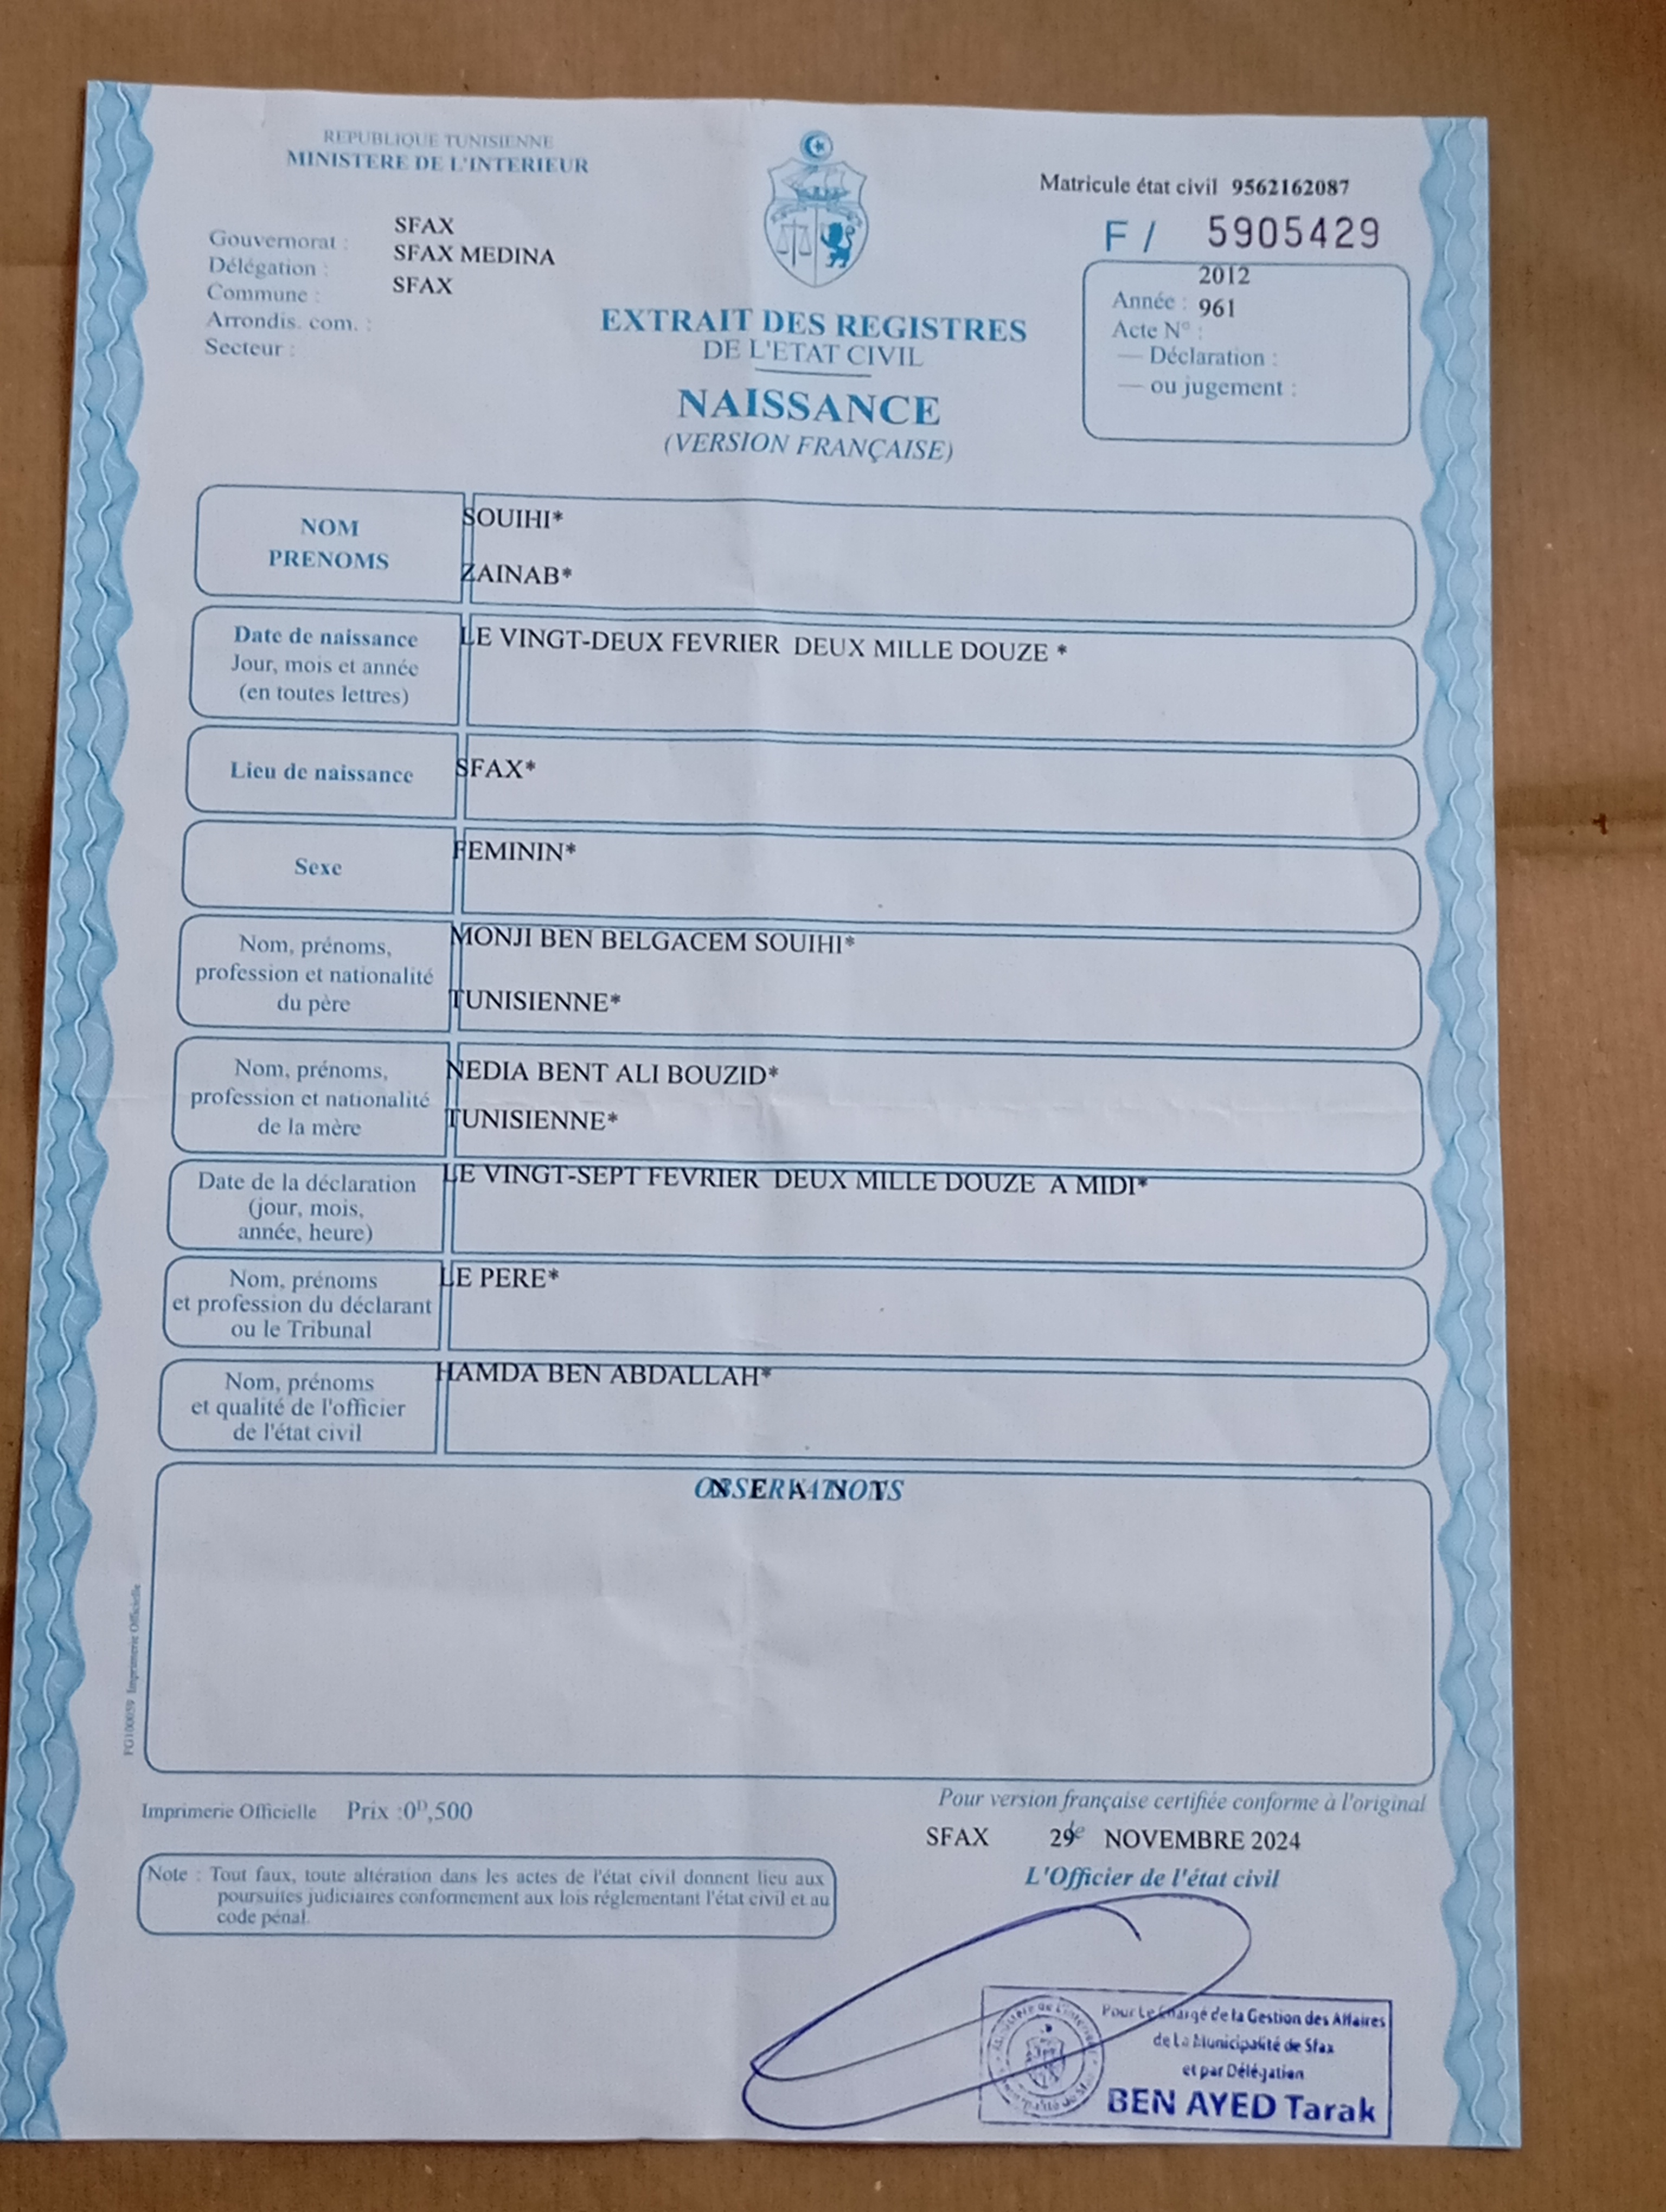 REPUBLIQUE TUNISIENNE
MINISTERE DE L'INTERIEUR
Matricule état civil 9562162087
F / 5905429
Gouvernorat : SFAX
Délégation : SFAX MEDINA
Commune : SFAX
Arrondis. com. :
Secteur :
2012
Année : 961
Acte N° :
— Déclaration :
— ou jugement :
EXTRAIT DES REGISTRES
DE L'ETAT CIVIL
NAISSANCE
(VERSION FRANÇAISE)
NOM
PRENOMS
SOUIHI*
ZAINAB*
Date de naissance
Jour, mois et année
(en toutes lettres)
LE VINGT-DEUX FEVRIER DEUX MILLE DOUZE *
Lieu de naissance
SFAX*
Sexe
FEMININ*
Nom, prénoms,
profession et nationalité
du père
MONJI BEN BELGACEM SOUIHI*
TUNISIENNE*
Nom, prénoms,
profession et nationalité
de la mère
NEDIA BENT ALI BOUZID*
TUNISIENNE*
Date de la déclaration
(jour, mois,
année, heure)
LE VINGT-SEPT FEVRIER DEUX MILLE DOUZE A MIDI*
Nom, prénoms
et profession du déclarant
ou le Tribunal
LE PERE*
Nom, prénoms
et qualité de l'officier
de l'état civil
HAMDA BEN ABDALLAH*
OBSERVATIONS
FG100059 Imprimerie Officielle
Imprimerie Officielle Prix :0ᴰ,500
Pour version française certifiée conforme à l'original
SFAX 29 le NOVEMBRE 2024
L'Officier de l'état civil
Note : Tout faux, toute altération dans les actes de l'état civil donnent lieu aux
poursuites judiciaires conformement aux lois réglementant l'état civil et au
code pénal.
Pour Le Chargé de la Gestion des Affaires
de La Municipalité de Sfax
et par Délégation
BEN AYED Tarak